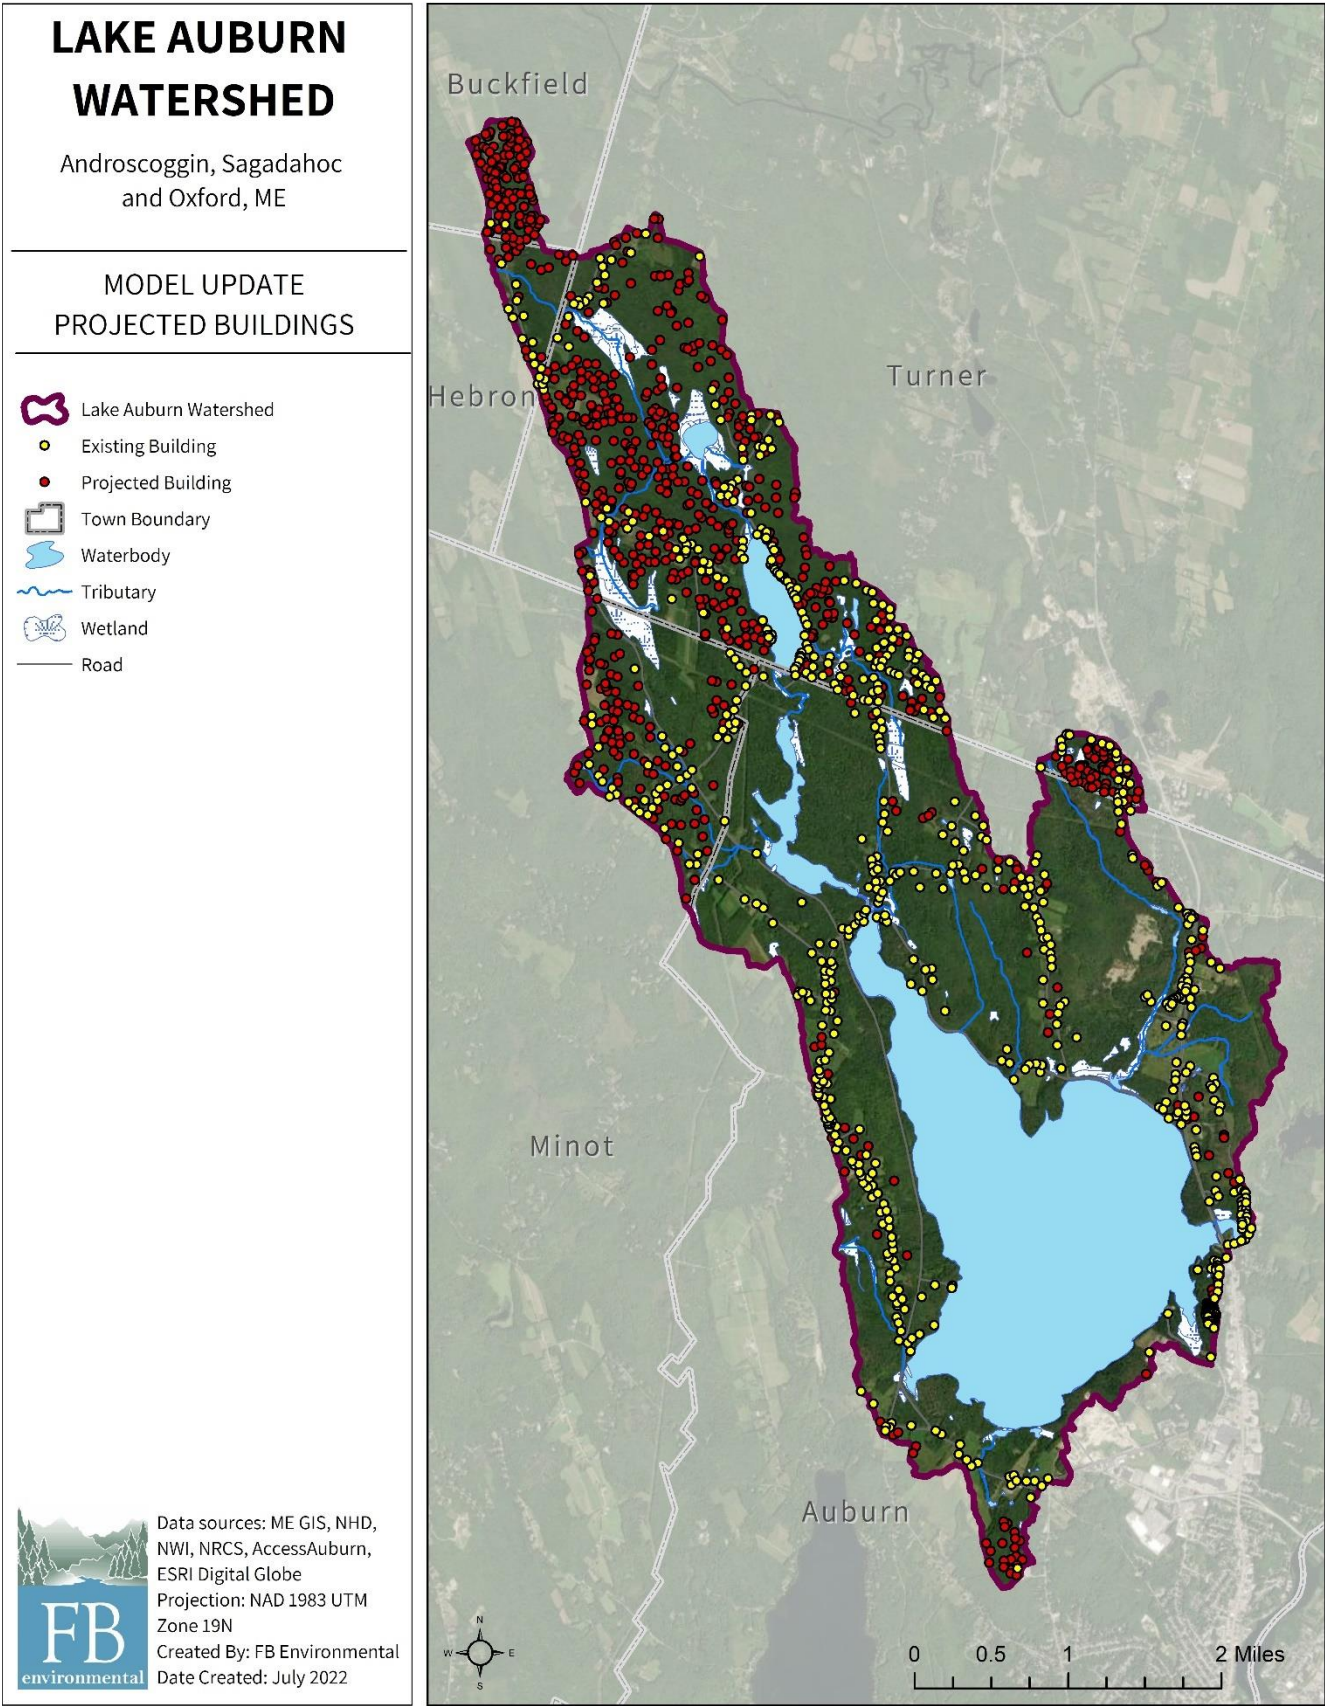 LAKE AUBURN
WATERSHED
Androscoggin, Sagadahoc
and Oxford, ME
MODEL UPDATE
PROJECTED BUILDINGS
Lake Auburn Watershed
Existing Building
Projected Building
Town Boundary
Waterbody
Tributary
Wetland
Road
FB
environmental
Data sources: ME GIS, NHD,
NWI, NRCS, AccessAuburn,
ESRI Digital Globe
Projection: NAD 1983 UTM
Zone 19N
Created By: FB Environmental
Date Created: July 2022
Buckfield
Turner
Hebron
Minot
Auburn
N
W E
S
0 0.5 1 2 Miles